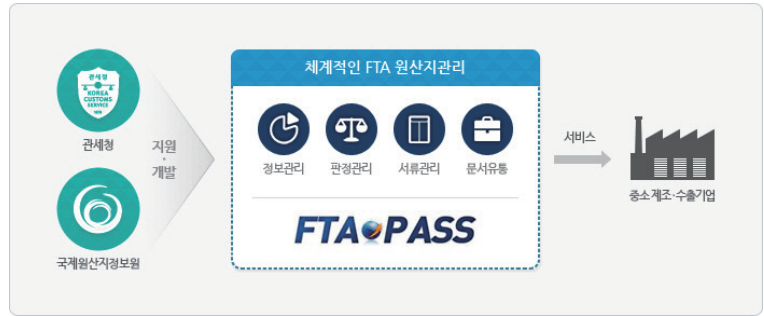 체계적인 FTA 원산지관리
관세청
KOREA
CUSTOMS
SERVICE
관세청
지원
·
개발
국제원산지정보원
정보관리
판정관리
서류관리
문서유통
FTA PASS
서비스
중소 제조·수출기업